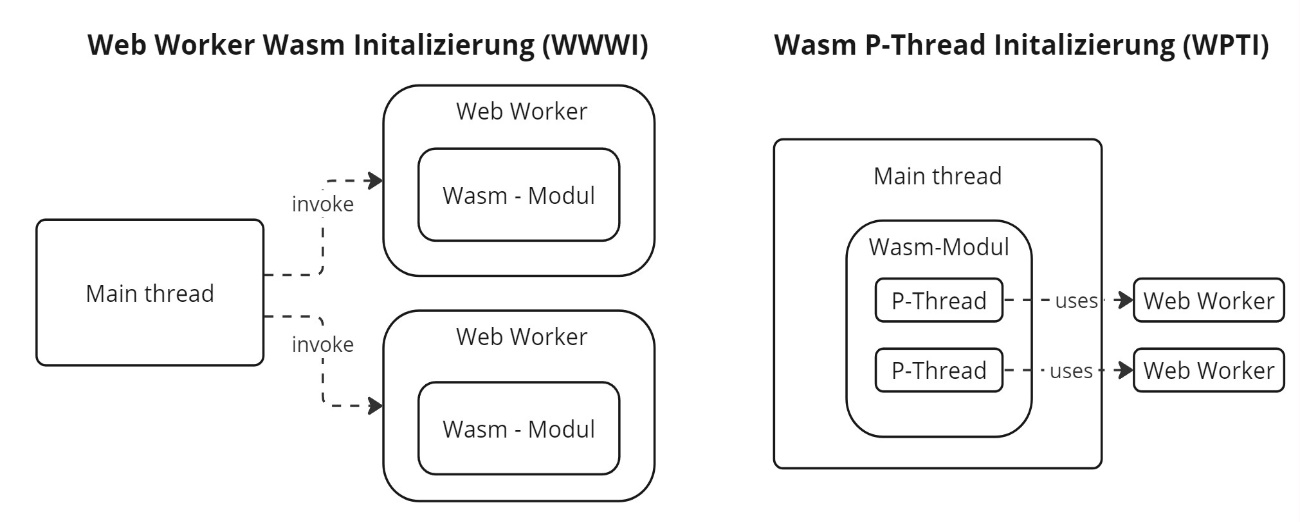 Web Worker Wasm Initalizierung (WWWI)
Web Worker
Wasm - Modul
invoke
Main thread
invoke
Web Worker
Wasm - Modul
Wasm P-Thread Initalizierung (WPTI)
Main thread
Wasm-Modul
P-Thread
uses
Web Worker
P-Thread
uses
Web Worker